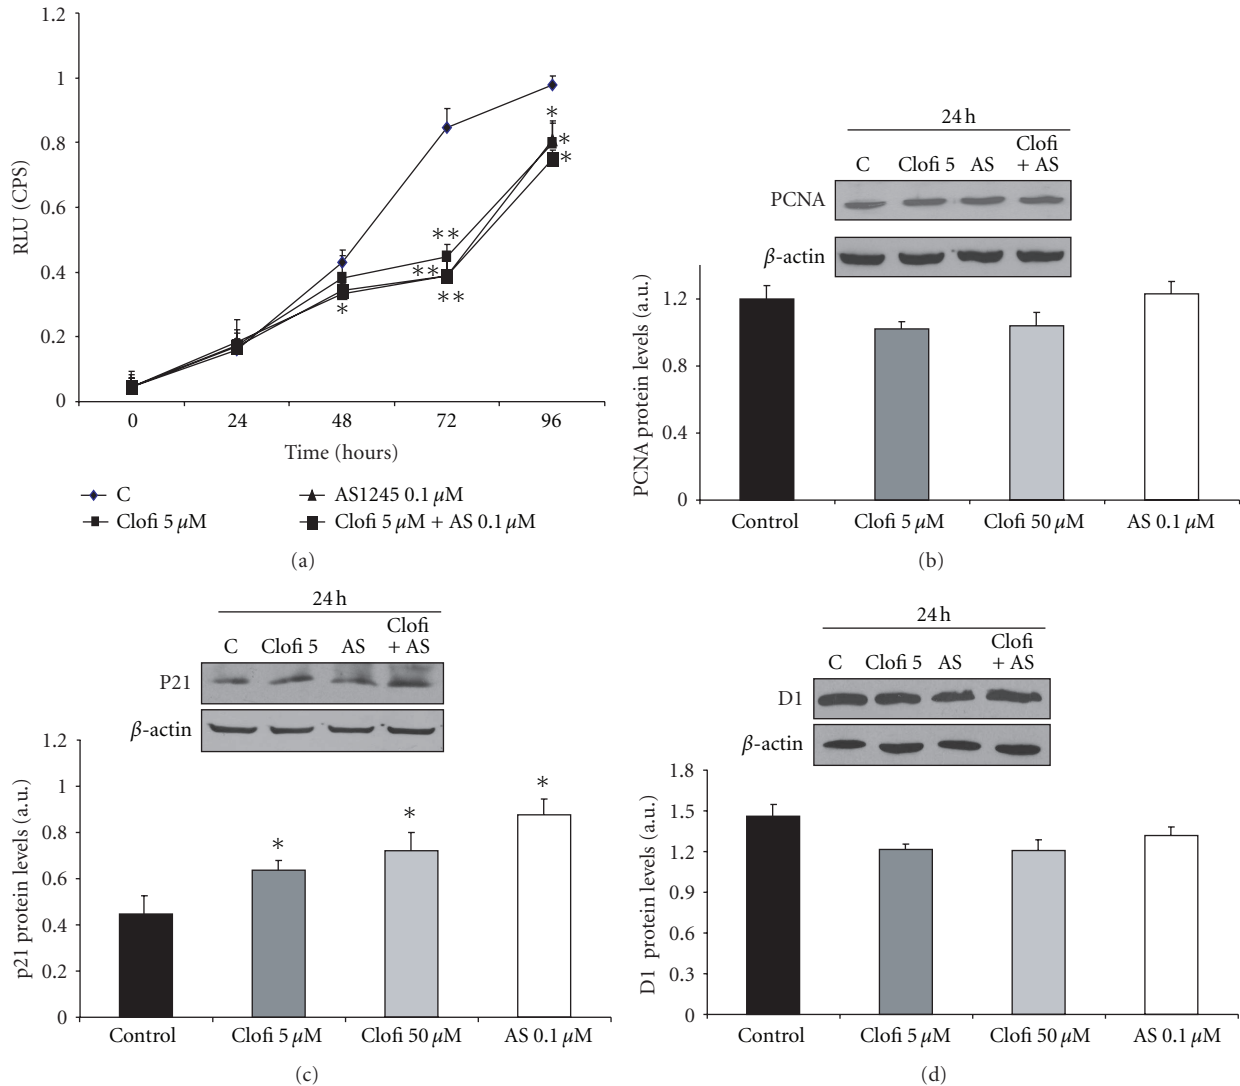 1.2
1
0.8
0.6
0.4
0.2
0
RLU (CPS)
*
*
*
**
**
**
*
0 24 48 72 96
Time (hours)
C
AS1245 0.1 μM
Clofi 5 μM
Clofi 5 μM + AS 0.1 μM
(a)
24 h
C Clofi 5 AS Clofi
+ AS
PCNA
β-actin
1.2
0.8
0.4
0
PCNA protein levels (a.u.)
Control Clofi 5 μM Clofi 50 μM AS 0.1 μM
(b)
24 h
C Clofi 5 AS Clofi
+ AS
P21
β-actin
1.2
1
0.8
0.6
0.4
0.2
0
p21 protein levels (a.u.)
*
*
*
Control Clofi 5 μM Clofi 50 μM AS 0.1 μM
(c)
24 h
C Clofi 5 AS Clofi
+ AS
D1
β-actin
1.8
1.5
1.2
0.9
0.6
0.3
0
D1 protein levels (a.u.)
Control Clofi 5 μM Clofi 50 μM AS 0.1 μM
(d)